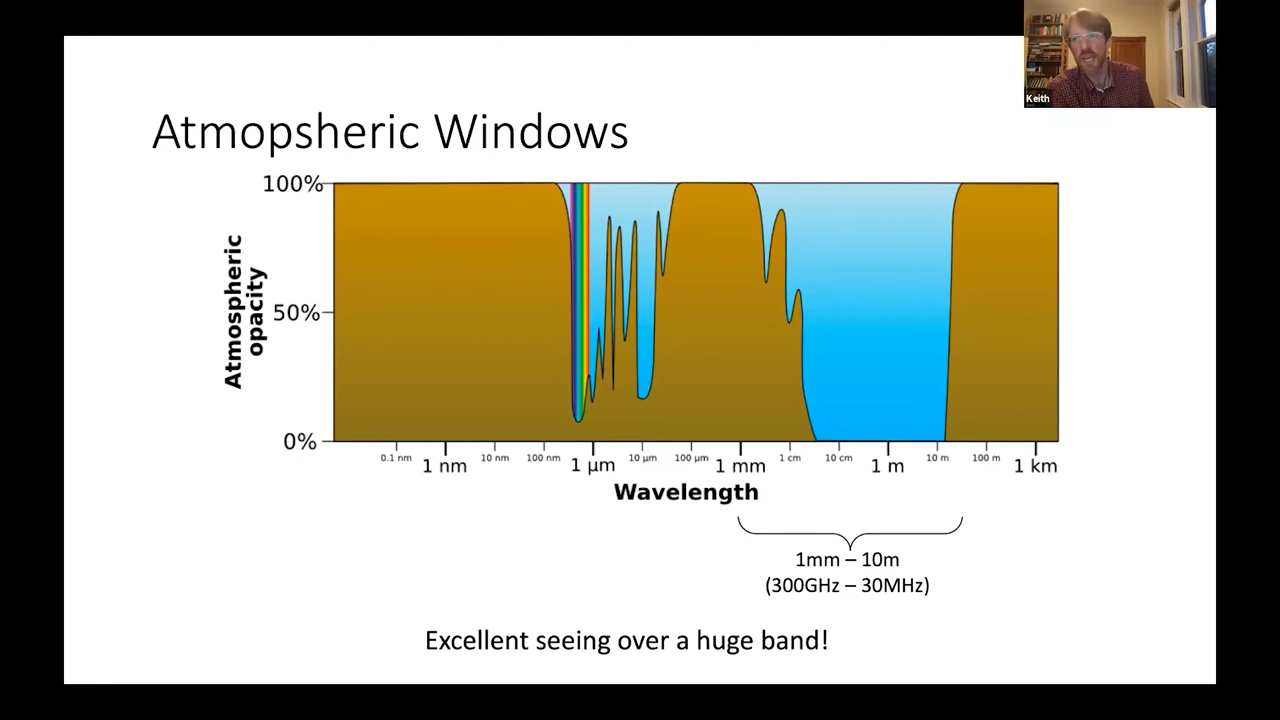 Keith
Atmopsheric Windows
100%
50%
0%
Atmospheric
opacity
0.1 nm
1 nm
10 nm
100 nm
1 μm
10 μm
100 μm
1 mm
1 cm
10 cm
1 m
10 m
100 m
1 km
Wavelength
1mm – 10m
(300GHz – 30MHz)
Excellent seeing over a huge band!